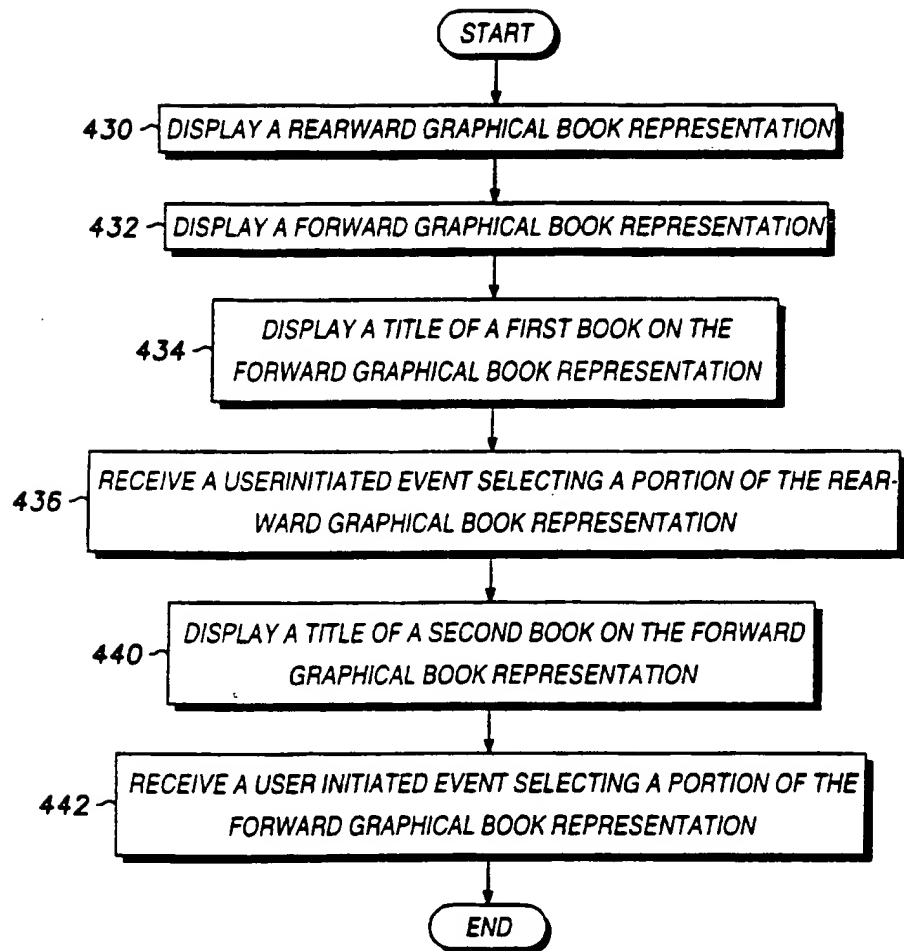 START
430 DISPLAY A REARWARD GRAPHICAL BOOK REPRESENTATION
432 DISPLAY A FORWARD GRAPHICAL BOOK REPRESENTATION
DISPLAY A TITLE OF A FIRST BOOK ON THE
434 FORWARD GRAPHICAL BOOK REPRESENTATION
RECEIVE A USERINITIATED EVENT SELECTING A PORTION OF THE REAR-
436 WARD GRAPHICAL BOOK REPRESENTATION
DISPLAY A TITLE OF A SECOND BOOK ON THE FORWARD
440 GRAPHICAL BOOK REPRESENTATION
RECEIVE A USER INITIATED EVENT SELECTING A PORTION OF THE
442 FORWARD GRAPHICAL BOOK REPRESENTATION
END